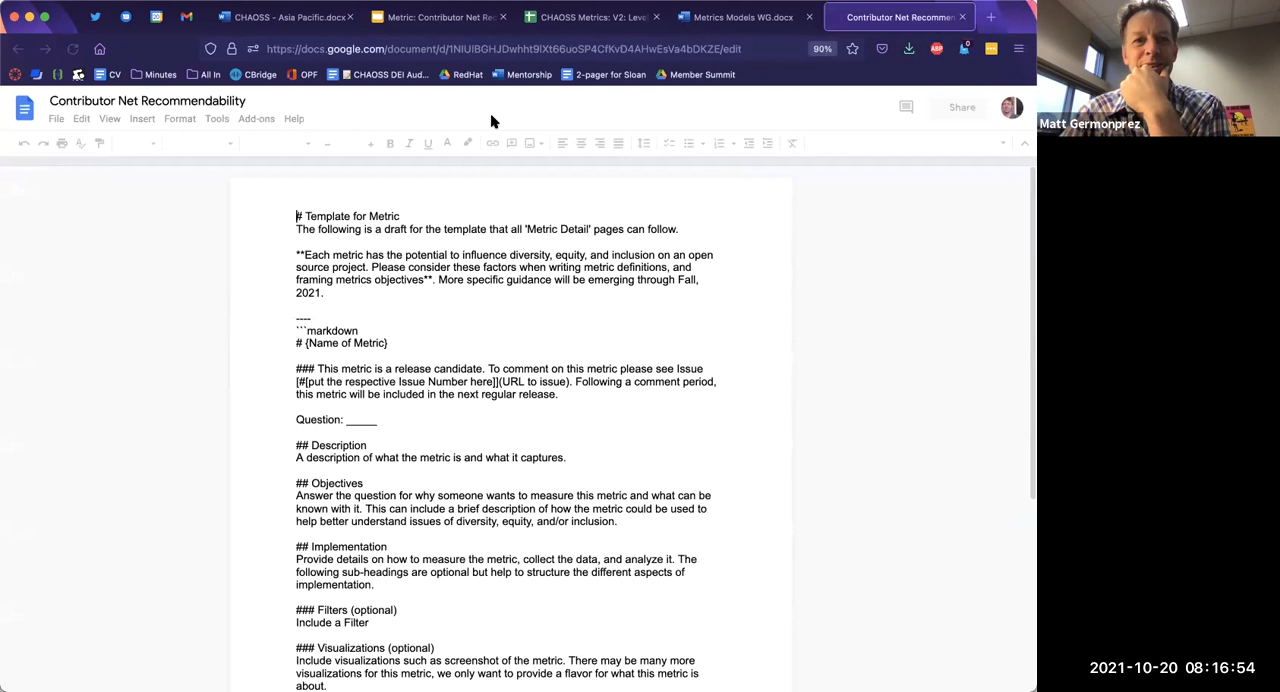 CHAOSS - Asia Pacific.docx
Metric: Contributor Net Rec
CHAOSS Metrics: V2: Leve
Metrics Models WG.docx
Contributor Net Recommen
https://docs.google.com/document/d/1NIUIBGHJDwhht9lXt66uoSP4CfKvD4AHwEsVa4bDKZE/edit
90%
ABP
0
CV
Minutes
All In
CBridge
OPF
CHAOSS DEI Aud...
RedHat
Mentorship
2-pager for Sloan
Member Summit
Contributor Net Recommendability
File Edit View Insert Format Tools Add-ons Help
Share
# Template for Metric
The following is a draft for the template that all 'Metric Detail' pages can follow.
**Each metric has the potential to influence diversity, equity, and inclusion on an open
source project. Please consider these factors when writing metric definitions, and
framing metrics objectives**. More specific guidance will be emerging through Fall,
2021.
----
```markdown
# {Name of Metric}
### This metric is a release candidate. To comment on this metric please see Issue
[#[put the respective Issue Number here]](URL to issue). Following a comment period,
this metric will be included in the next regular release.
Question: _____
## Description
A description of what the metric is and what it captures.
## Objectives
Answer the question for why someone wants to measure this metric and what can be
known with it. This can include a brief description of how the metric could be used to
help better understand issues of diversity, equity, and/or inclusion.
## Implementation
Provide details on how to measure the metric, collect the data, and analyze it. The
following sub-headings are optional but help to structure the different aspects of
implementation.
### Filters (optional)
Include a Filter
### Visualizations (optional)
Include visualizations such as screenshot of the metric. There may be many more
visualizations for this metric, we only want to provide a flavor for what this metric is
about.
Matt Germonprez
2021-10-20 08:16:54